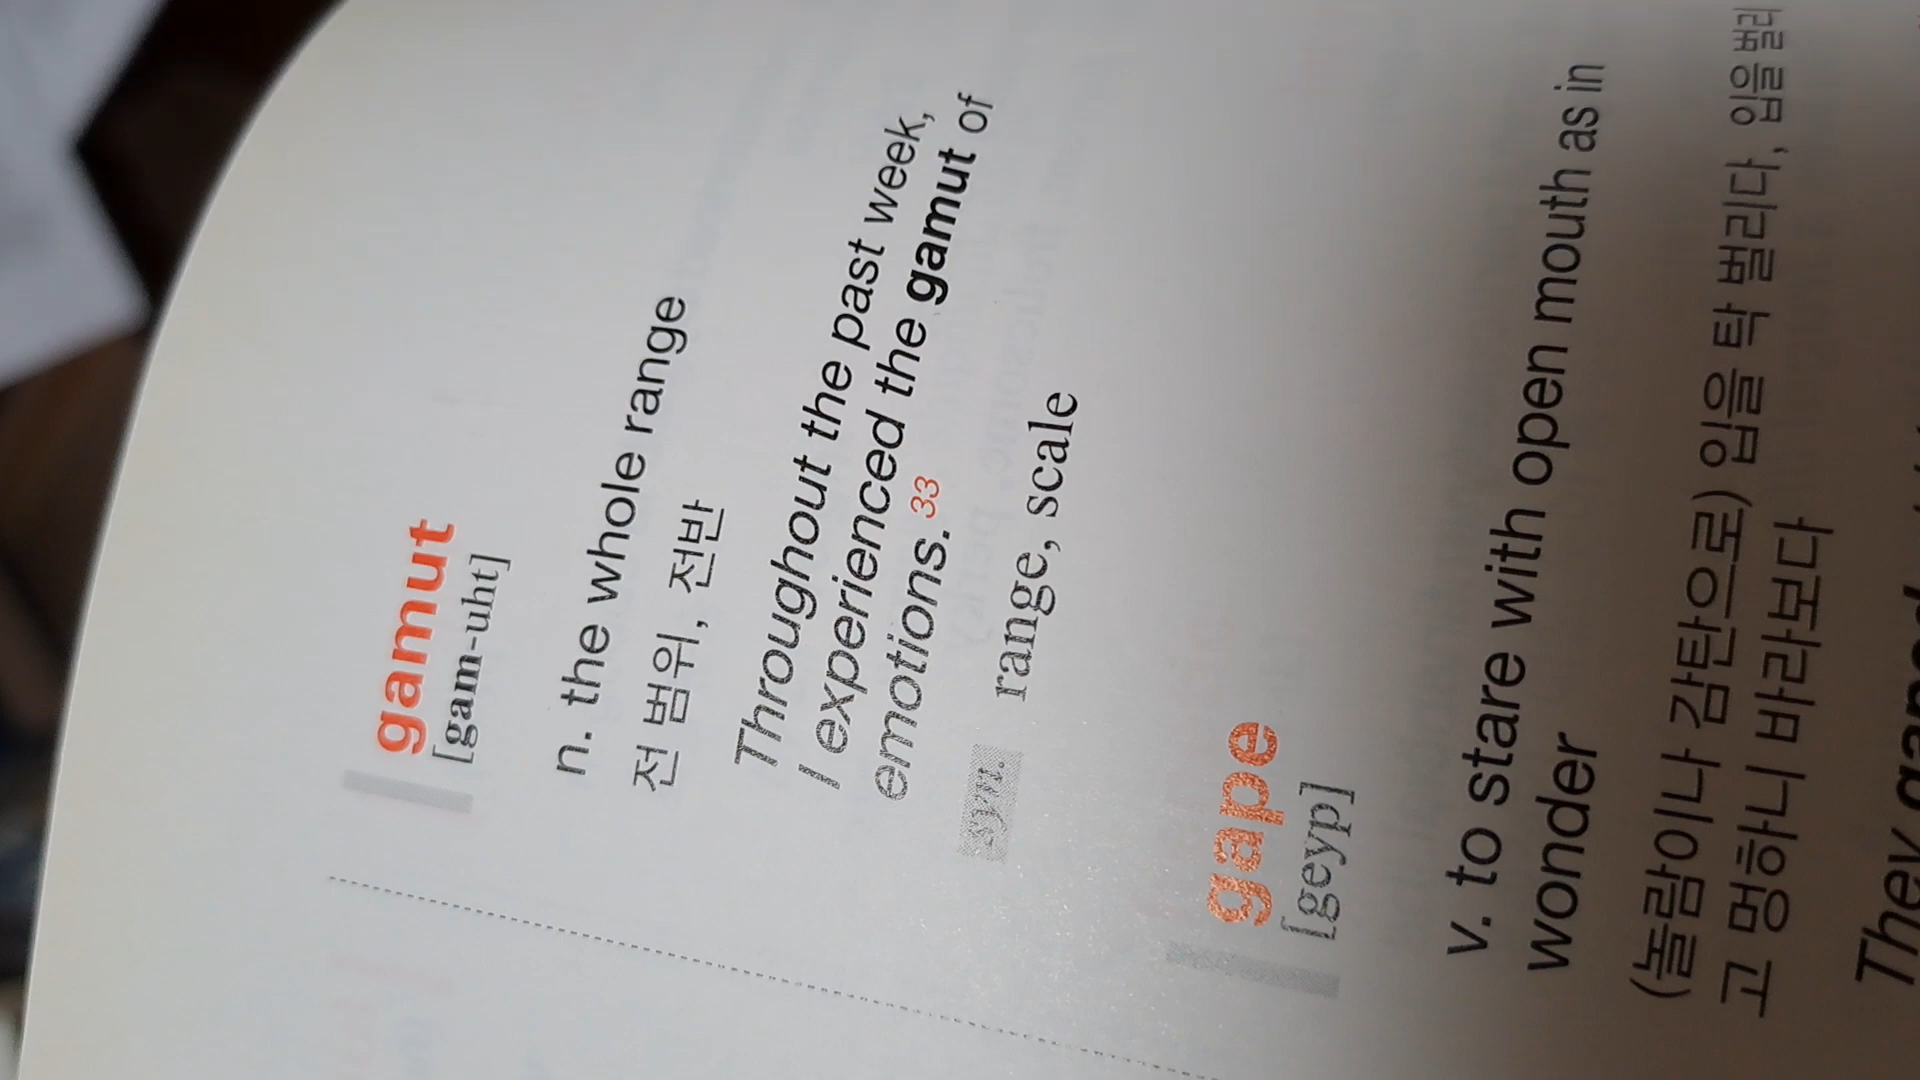 gamut
[gam-uht]
n. the whole range
전 범위, 전반
Throughout the past week,
I experienced the gamut of
emotions. 33
syn. range, scale
gape
[geyp]
v. to stare with open mouth as in
wonder
(놀람이나 감탄으로) 입을 탁 벌리다, 입을 벌리
고 멍하니 바라보다
They gaped